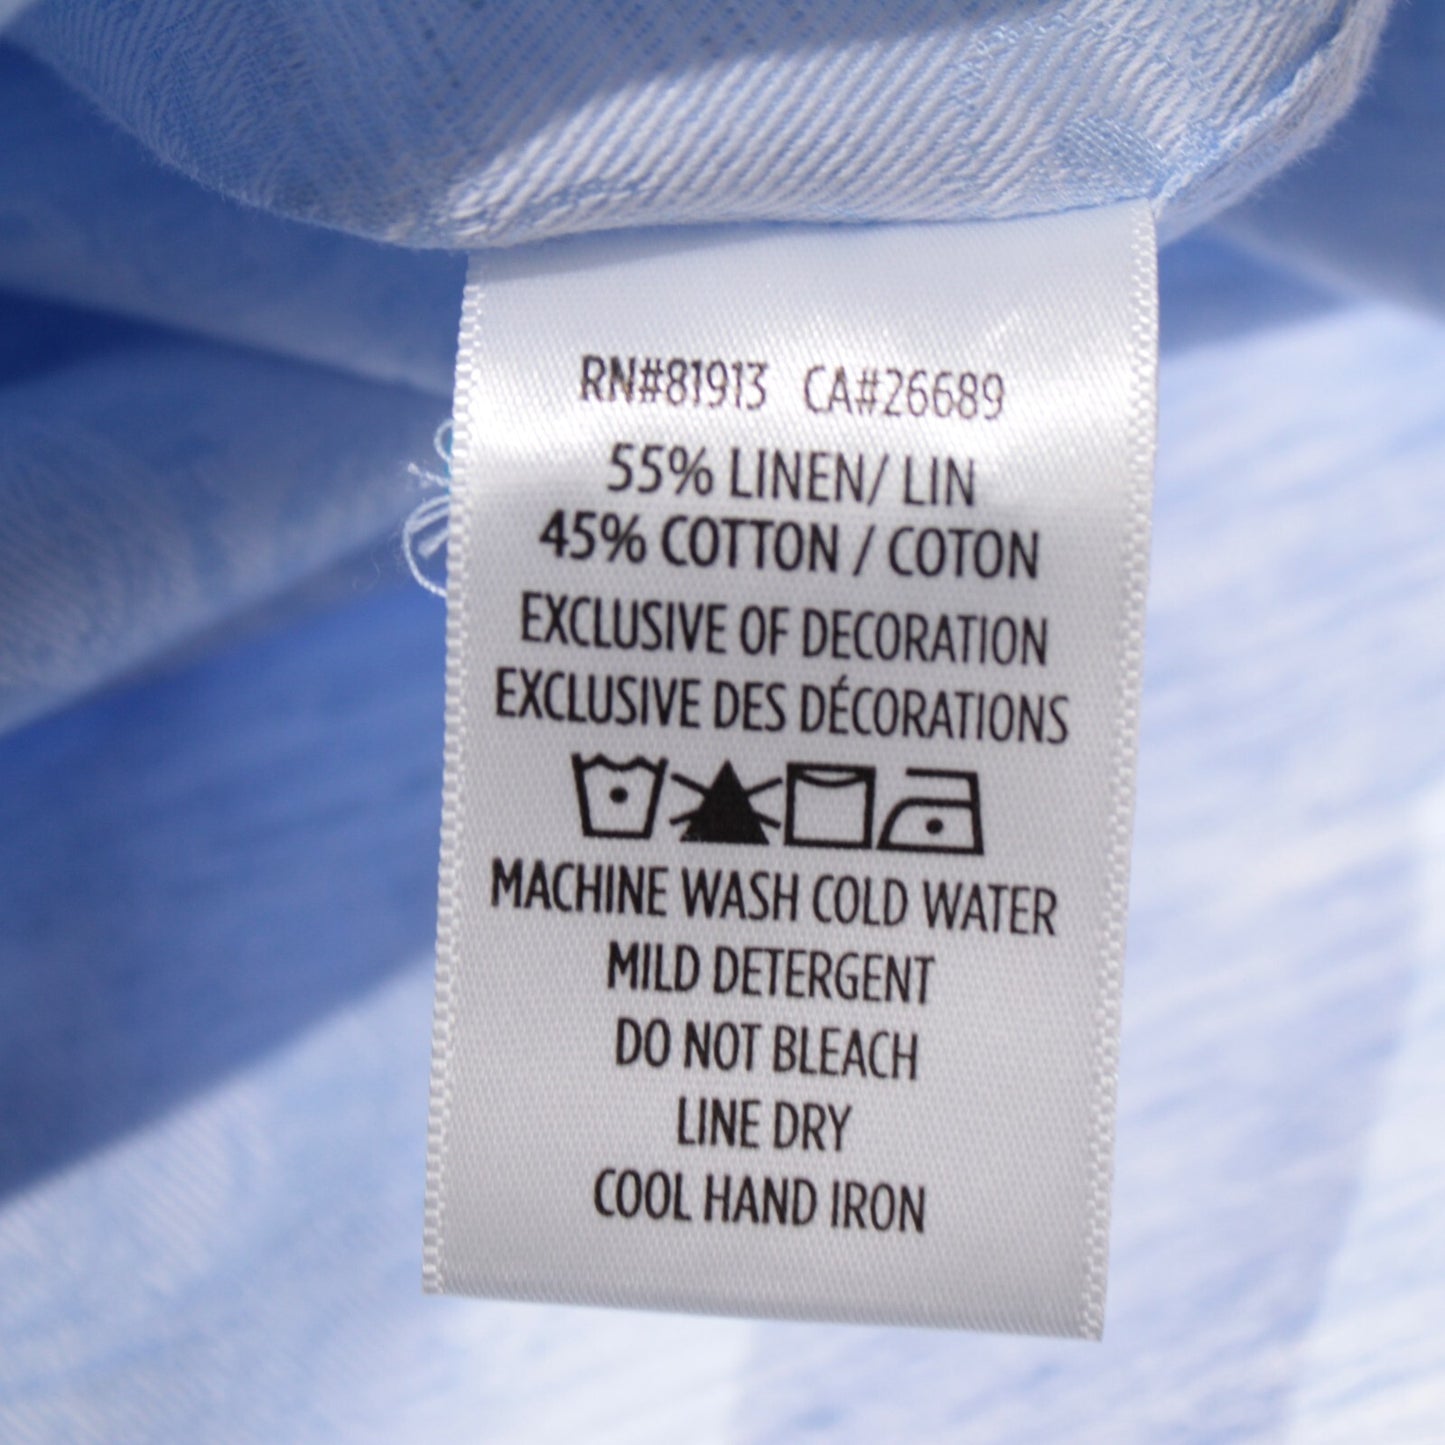 RN#81913 CA#26689
55% LINEN/ LIN
45% COTTON / COTON
EXCLUSIVE OF DECORATION
EXCLUSIVE DES DÉCORATIONS
MACHINE WASH COLD WATER
MILD DETERGENT
DO NOT BLEACH
LINE DRY
COOL HAND IRON